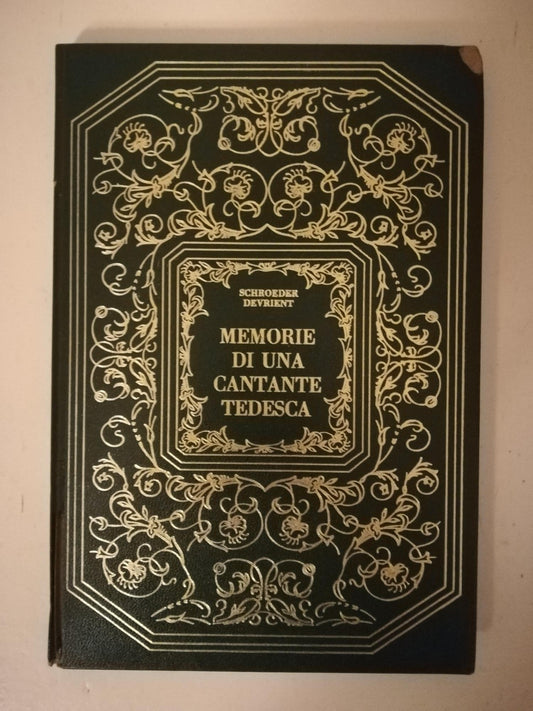 SCHROEDER
DEVRIENT
MEMORIE
DI UNA
CANTANTE
TEDESCA